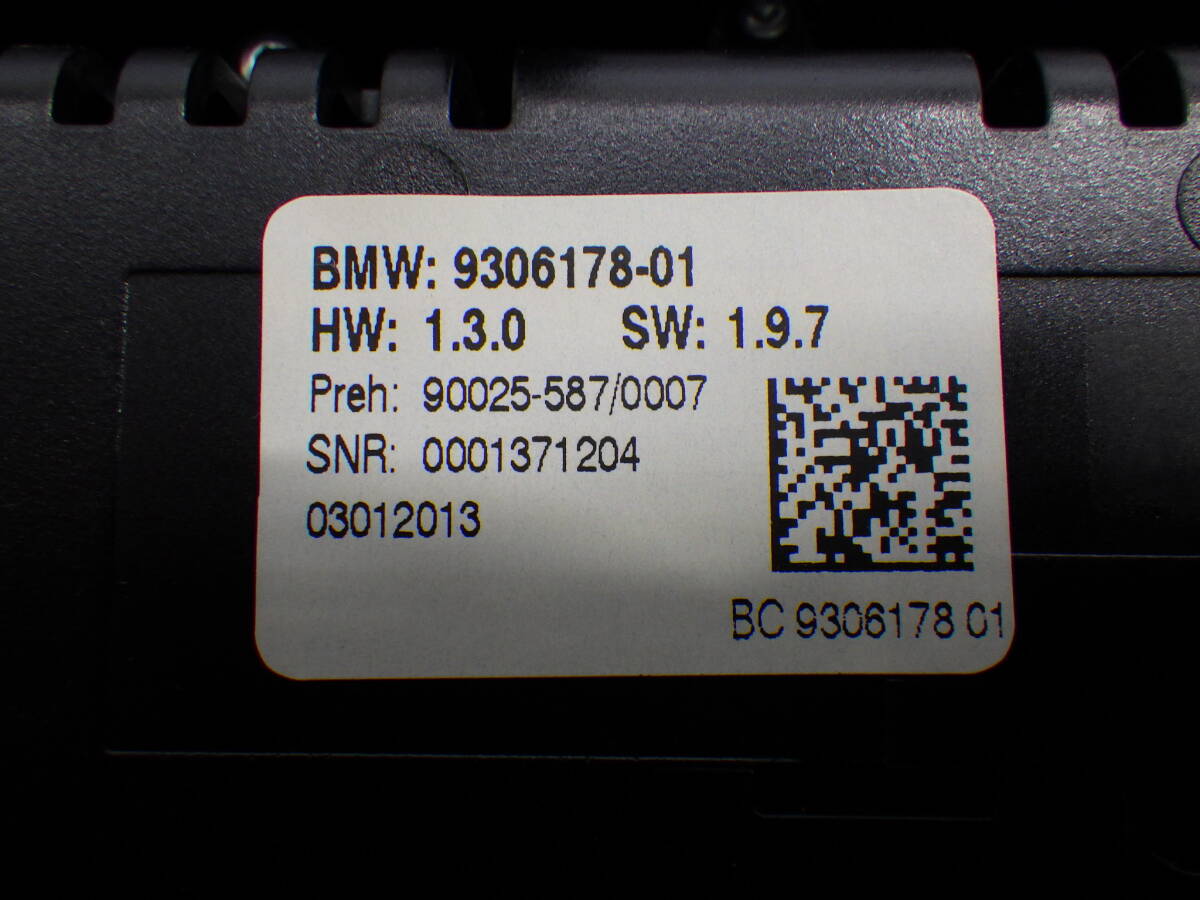 BMW: 9306178-01
HW: 1.3.0 SW: 1.9.7
Preh: 90025-587/0007
SNR: 0001371204
03012013
BC 9306178 01